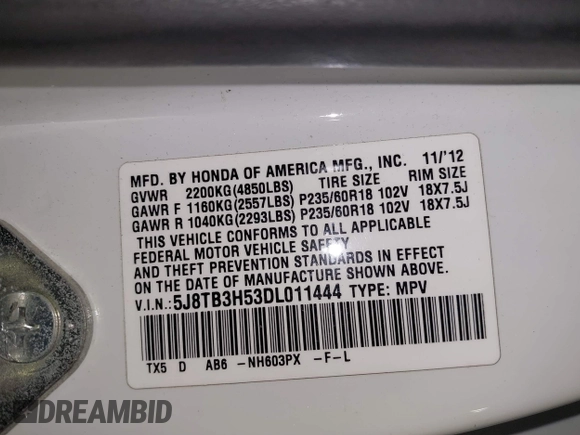 MFD. BY HONDA OF AMERICA MFG., INC. 11/'12
GVWR 2200KG(4850LBS) TIRE SIZE RIM SIZE
GAWR F 1160KG(2557LBS) P235/60R18 102V 18X7.5J
GAWR R 1040KG(2293LBS) P235/60R18 102V 18X7.5J
THIS VEHICLE CONFORMS TO ALL APPLICABLE
FEDERAL MOTOR VEHICLE SAFETY
AND THEFT PREVENTION STANDARDS IN EFFECT
ON THE DATE OF MANUFACTURE SHOWN ABOVE.
V.I.N.: 5J8TB3H53DL011444 TYPE: MPV
TX5 D AB6 -NH603PX -F-L
DREAMBID